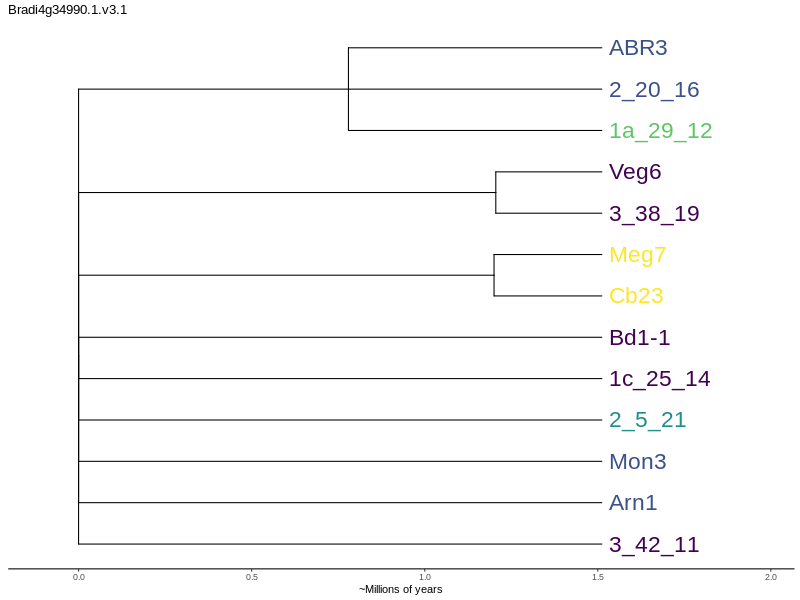 Bradi4g34990.1.v3.1
ABR3
2_20_16
1a_29_12
Veg6
3_38_19
Meg7
Cb23
Bd1-1
1c_25_14
2_5_21
Mon3
Arn1
3_42_11
0.0 0.5 1.0 1.5 2.0
~Millions of years